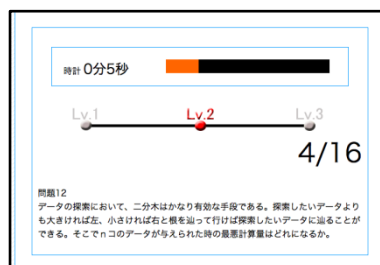 時計 0分5秒
Lv.1 Lv.2 Lv.3
4/16
問題12
データの探索において、二分木はかなり有効な手段である。探索したいデータより
も大きければ左、小さければ右と根を辿って行けば探索したいデータに辿ることが
できる。そこでnコのデータが与えられた時の最悪計算量はどれになるか。